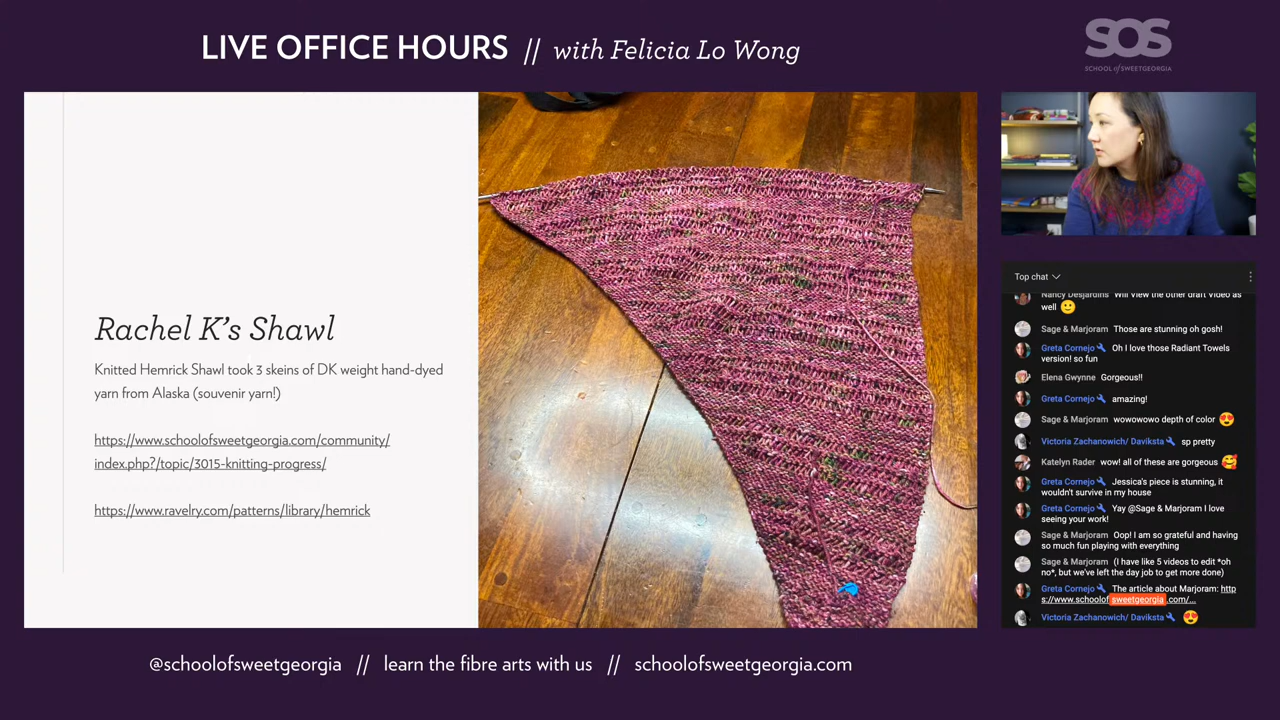 LIVE OFFICE HOURS // with Felicia Lo Wong
SOS
SCHOOL of SWEETGEORGIA
Rachel K's Shawl
Knitted Hemrick Shawl took 3 skeins of DK weight hand-dyed
yarn from Alaska (souvenir yarn!)
https://www.schoolofsweetgeorgia.com/community/
index.php?/topic/3015-knitting-progress/
https://www.ravelry.com/patterns/library/hemrick
Top chat
Nancy Desjardins Will View the other draft Video as
well 🙂
Sage & Marjoram Those are stunning oh gosh!
Greta Cornejo Oh I love those Radiant Towels
version! so fun
Elena Gwynne Gorgeous!!
Greta Cornejo amazing!
Sage & Marjoram wowowowo depth of color 😍
Victoria Zachanowich/ Daviksta sp pretty
Katelyn Rader wow! all of these are gorgeous 🥰
Greta Cornejo Jessica's piece is stunning, it
wouldn't survive in my house
Greta Cornejo Yay @Sage & Marjoram I love
seeing your work!
Sage & Marjoram Oop! I am so grateful and having
so much fun playing with everything
Sage & Marjoram (I have like 5 videos to edit *oh
no*, but we've left the day job to get more done)
Greta Cornejo The article about Marjoram: http
s://www.schoolofsweetgeorgia.com/...
Victoria Zachanowich/ Daviksta 😍
@schoolofsweetgeorgia // learn the fibre arts with us // schoolofsweetgeorgia.com